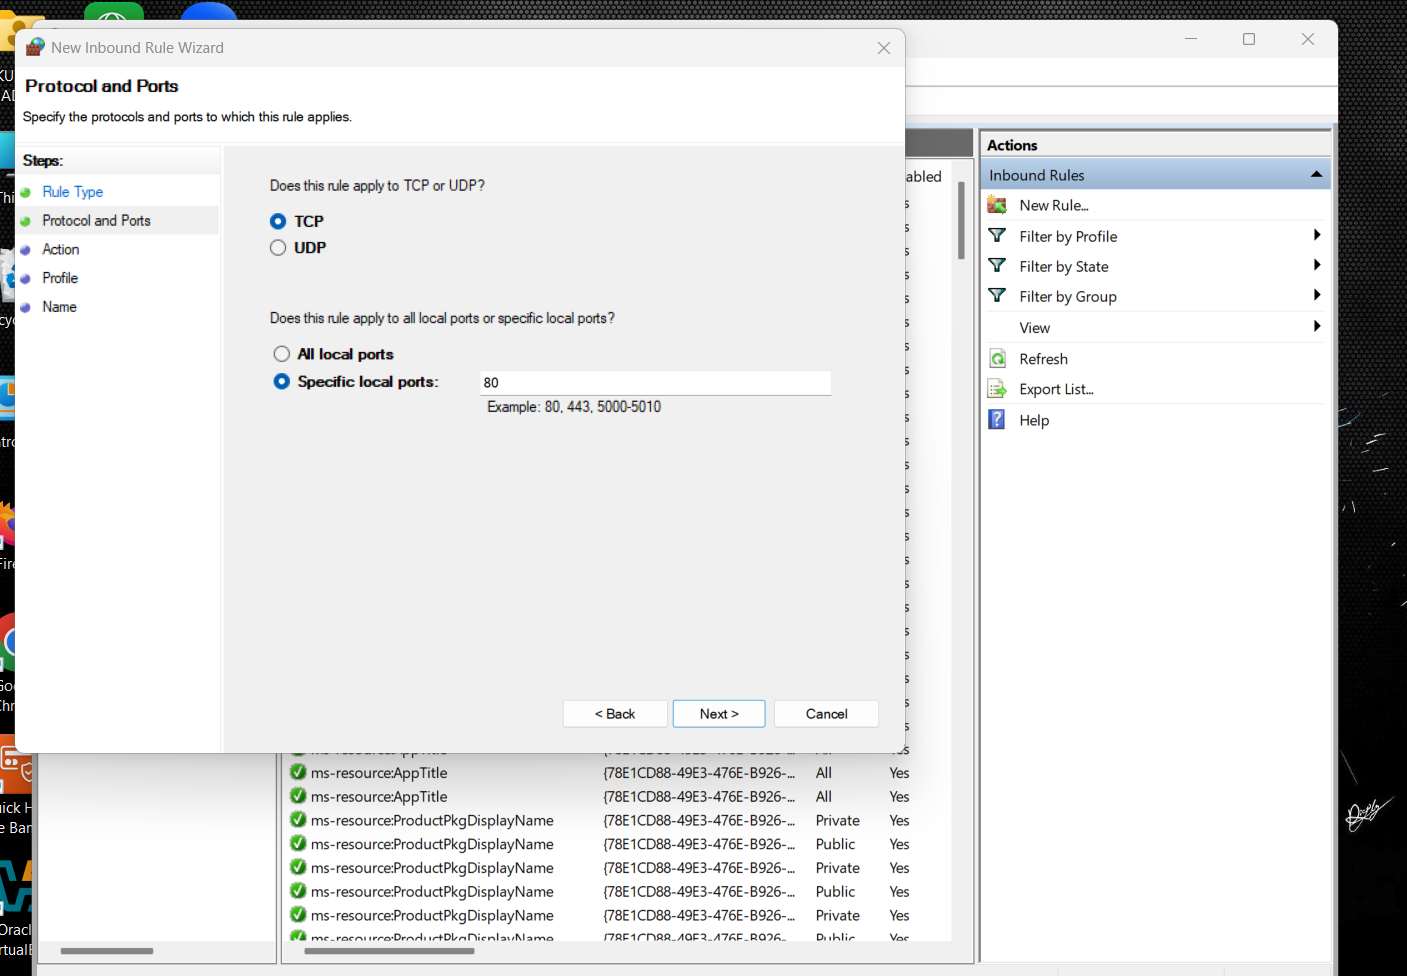 New Inbound Rule Wizard
Protocol and Ports
Specify the protocols and ports to which this rule applies.
Steps:
Rule Type
Protocol and Ports
Action
Profile
Name
Does this rule apply to TCP or UDP?
TCP
UDP
Does this rule apply to all local ports or specific local ports?
All local ports
Specific local ports:
80
Example: 80, 443, 5000-5010
< Back
Next >
Cancel
abled
Actions
Inbound Rules
New Rule...
Filter by Profile
Filter by State
Filter by Group
View
Refresh
Export List...
Help
ms-resource:AppTitle {78E1CD88-49E3-476E-B926-... All Yes
ms-resource:AppTitle {78E1CD88-49E3-476E-B926-... All Yes
ms-resource:ProductPkgDisplayName {78E1CD88-49E3-476E-B926-... Private Yes
ms-resource:ProductPkgDisplayName {78E1CD88-49E3-476E-B926-... Public Yes
ms-resource:ProductPkgDisplayName {78E1CD88-49E3-476E-B926-... Private Yes
ms-resource:ProductPkgDisplayName {78E1CD88-49E3-476E-B926-... Public Yes
ms-resource:ProductPkgDisplayName {78E1CD88-49E3-476E-B926-... Private Yes
ms-resource:ProductPkgDisplayName {78E1CD88-49E3-476E-B926-... Public Yes